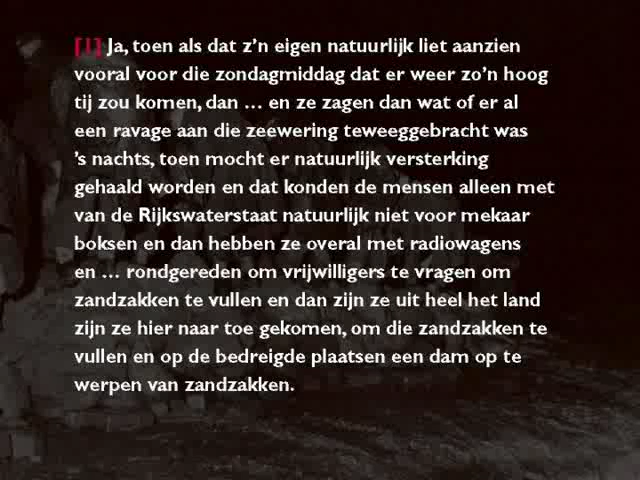 [1] Ja, toen als dat z’n eigen natuurlijk liet aanzien
vooral voor die zondagmiddag dat er weer zo’n hoog
tij zou komen, dan … en ze zagen dan wat of er al
een ravage aan die zeewering teweeggebracht was
’s nachts, toen mocht er natuurlijk versterking
gehaald worden en dat konden de mensen alleen met
van de Rijkswaterstaat natuurlijk niet voor mekaar
boksen en dan hebben ze overal met radiowagens
en … rondgereden om vrijwilligers te vragen om
zandzakken te vullen en dan zijn ze uit heel het land
zijn ze hier naar toe gekomen, om die zandzakken te
vullen en op de bedreigde plaatsen een dam op te
werpen van zandzakken.